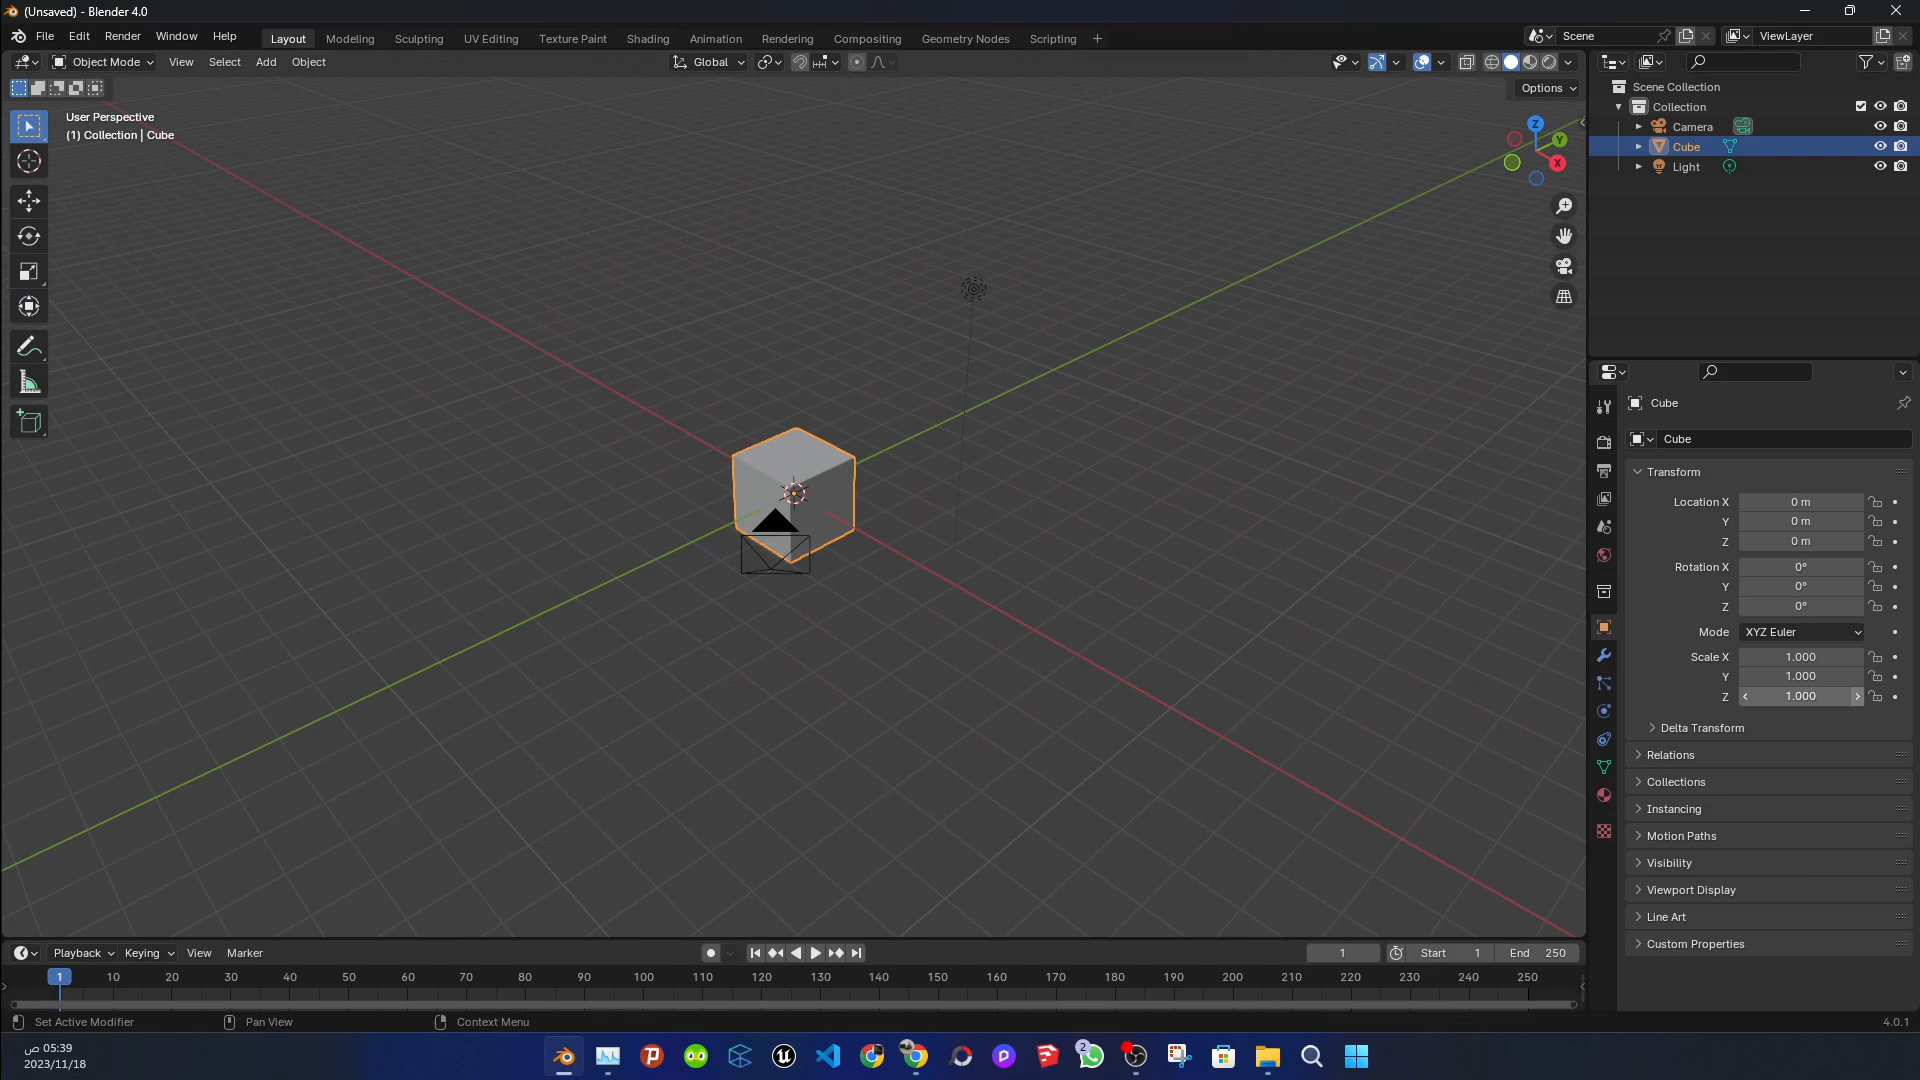 (Unsaved) - Blender 4.0
File Edit Render Window Help Layout Modeling Sculpting UV Editing Texture Paint Shading Animation Rendering Compositing Geometry Nodes Scripting + Scene ViewLayer
Object Mode View Select Add Object Global
Options
User Perspective
(1) Collection | Cube
Z
Y
X
Scene Collection
Collection
Camera
Cube
Light
Cube
Cube
Transform
Location X 0 m
Y 0 m
Z 0 m
Rotation X 0°
Y 0°
Z 0°
Mode XYZ Euler
Scale X 1.000
Y 1.000
Z 1.000
Delta Transform
Relations
Collections
Instancing
Motion Paths
Visibility
Viewport Display
Line Art
Custom Properties
Playback Keying View Marker 1 Start 1 End 250
1 10 20 30 40 50 60 70 80 90 100 110 120 130 140 150 160 170 180 190 200 210 220 230 240 250
Set Active Modifier Pan View Context Menu 4.0.1
05:39 ص
2023/11/18
2